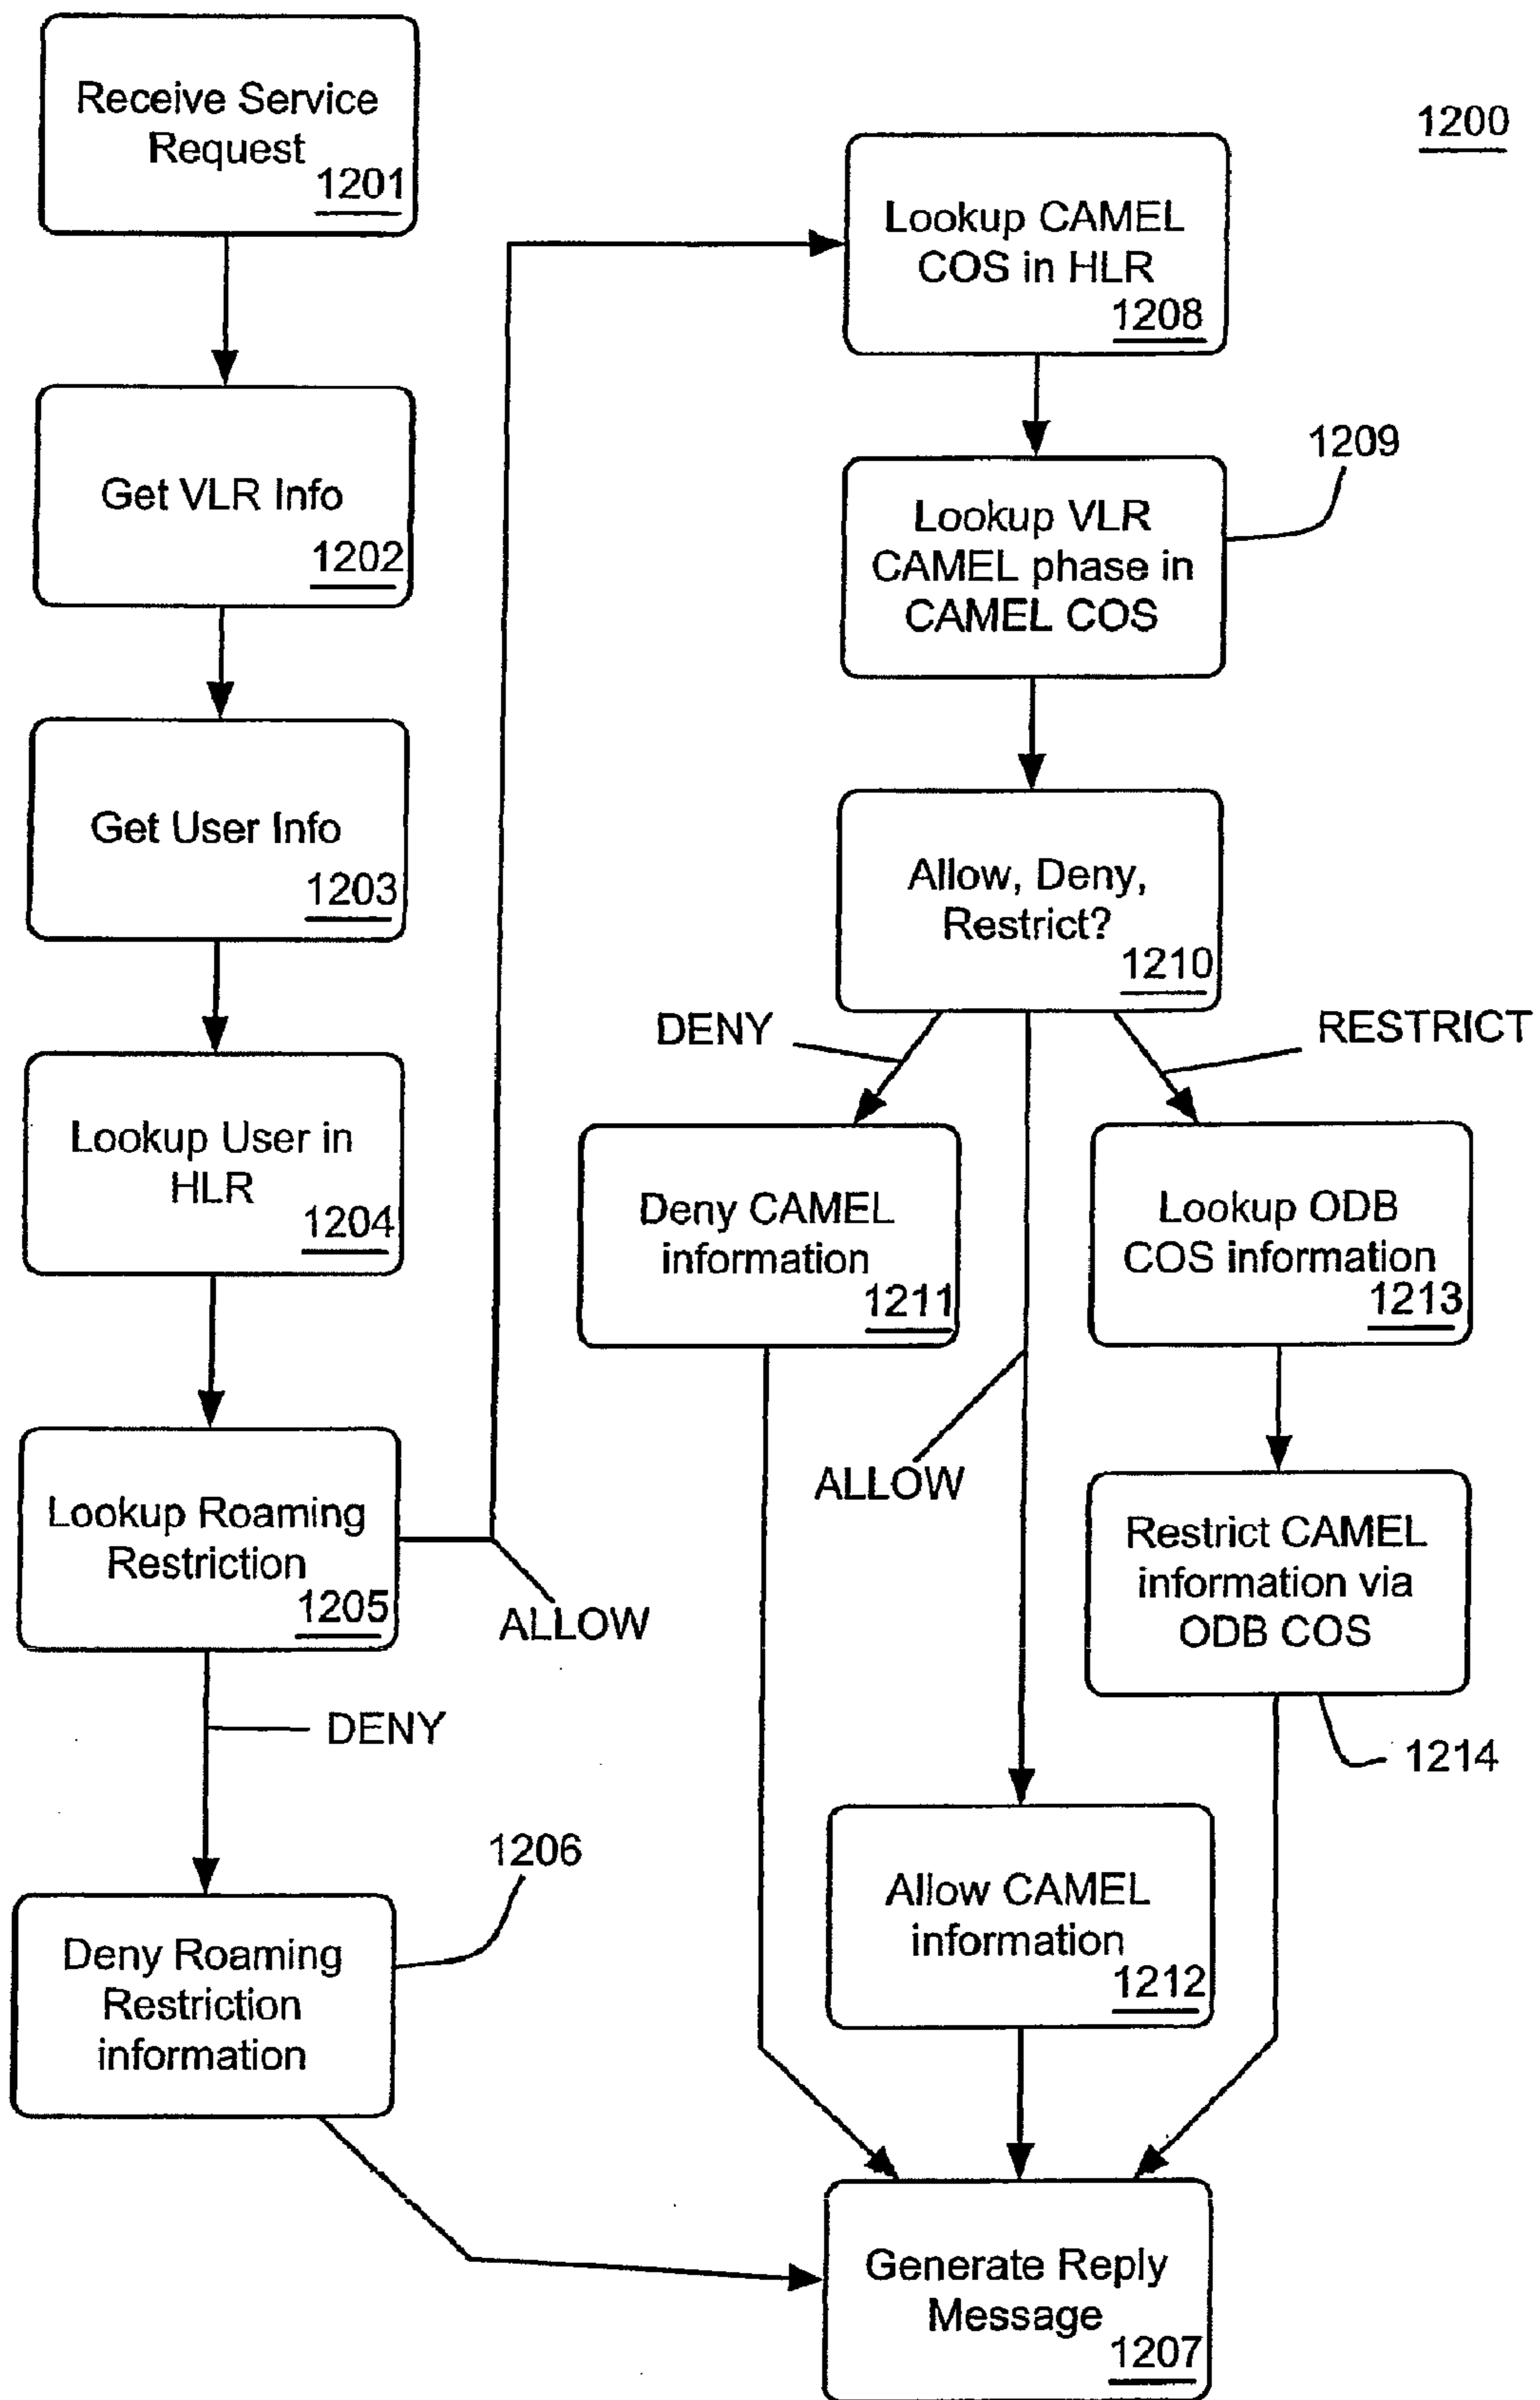 1200
Receive Service
Request
1201
Get VLR Info
1202
Get User Info
1203
Lookup User in
HLR
1204
Lookup Roaming
Restriction
1205
ALLOW
DENY
1206
Deny Roaming
Restriction
information
Lookup CAMEL
COS in HLR
1208
1209
Lookup VLR
CAMEL phase in
CAMEL COS
Allow, Deny,
Restrict?
1210
DENY
RESTRICT
Deny CAMEL
information
1211
Lookup ODB
COS information
1213
ALLOW
Restrict CAMEL
information via
ODB COS
1214
Allow CAMEL
information
1212
Generate Reply
Message
1207